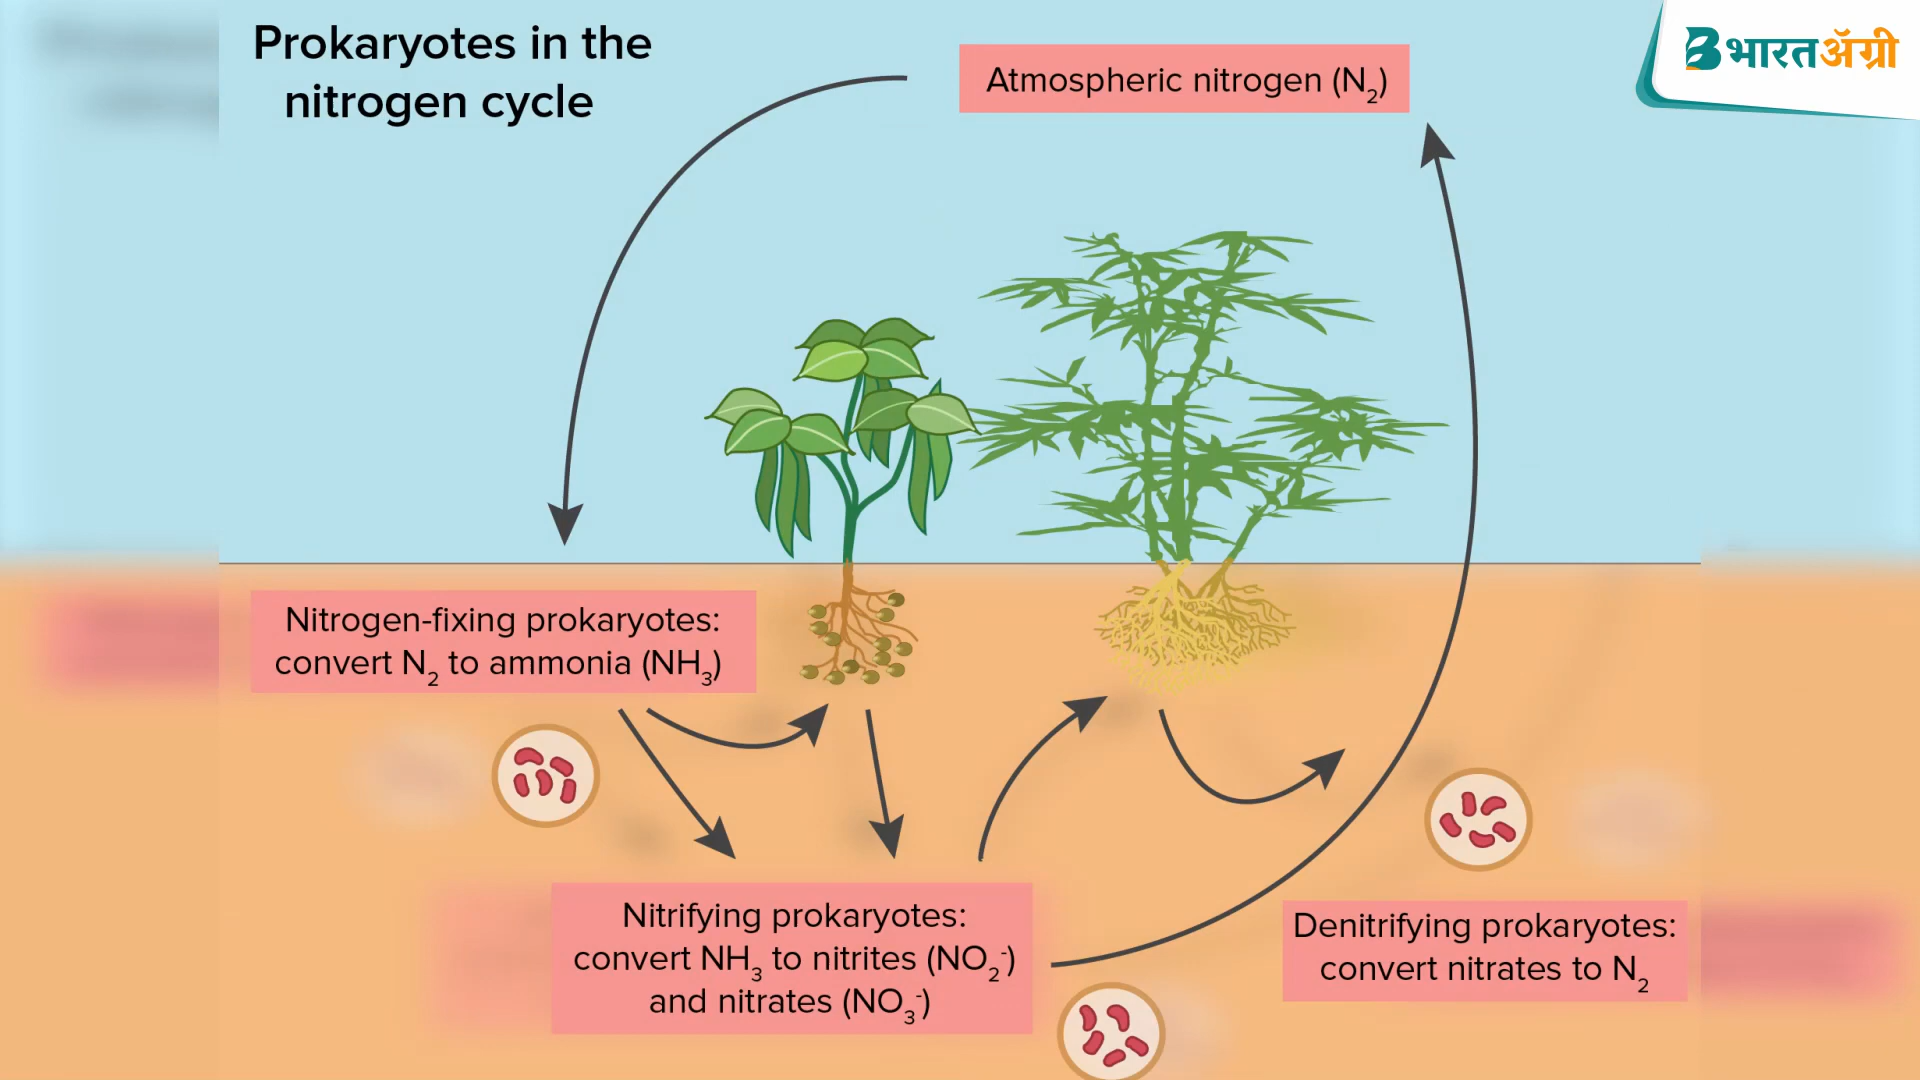 Prokaryotes in the
nitrogen cycle
Atmospheric nitrogen (N₂)
भारतॲग्री
Nitrogen-fixing prokaryotes:
convert N₂ to ammonia (NH₃)
Nitrifying prokaryotes:
convert NH₃ to nitrites (NO₂⁻)
and nitrates (NO₃⁻)
Denitrifying prokaryotes:
convert nitrates to N₂